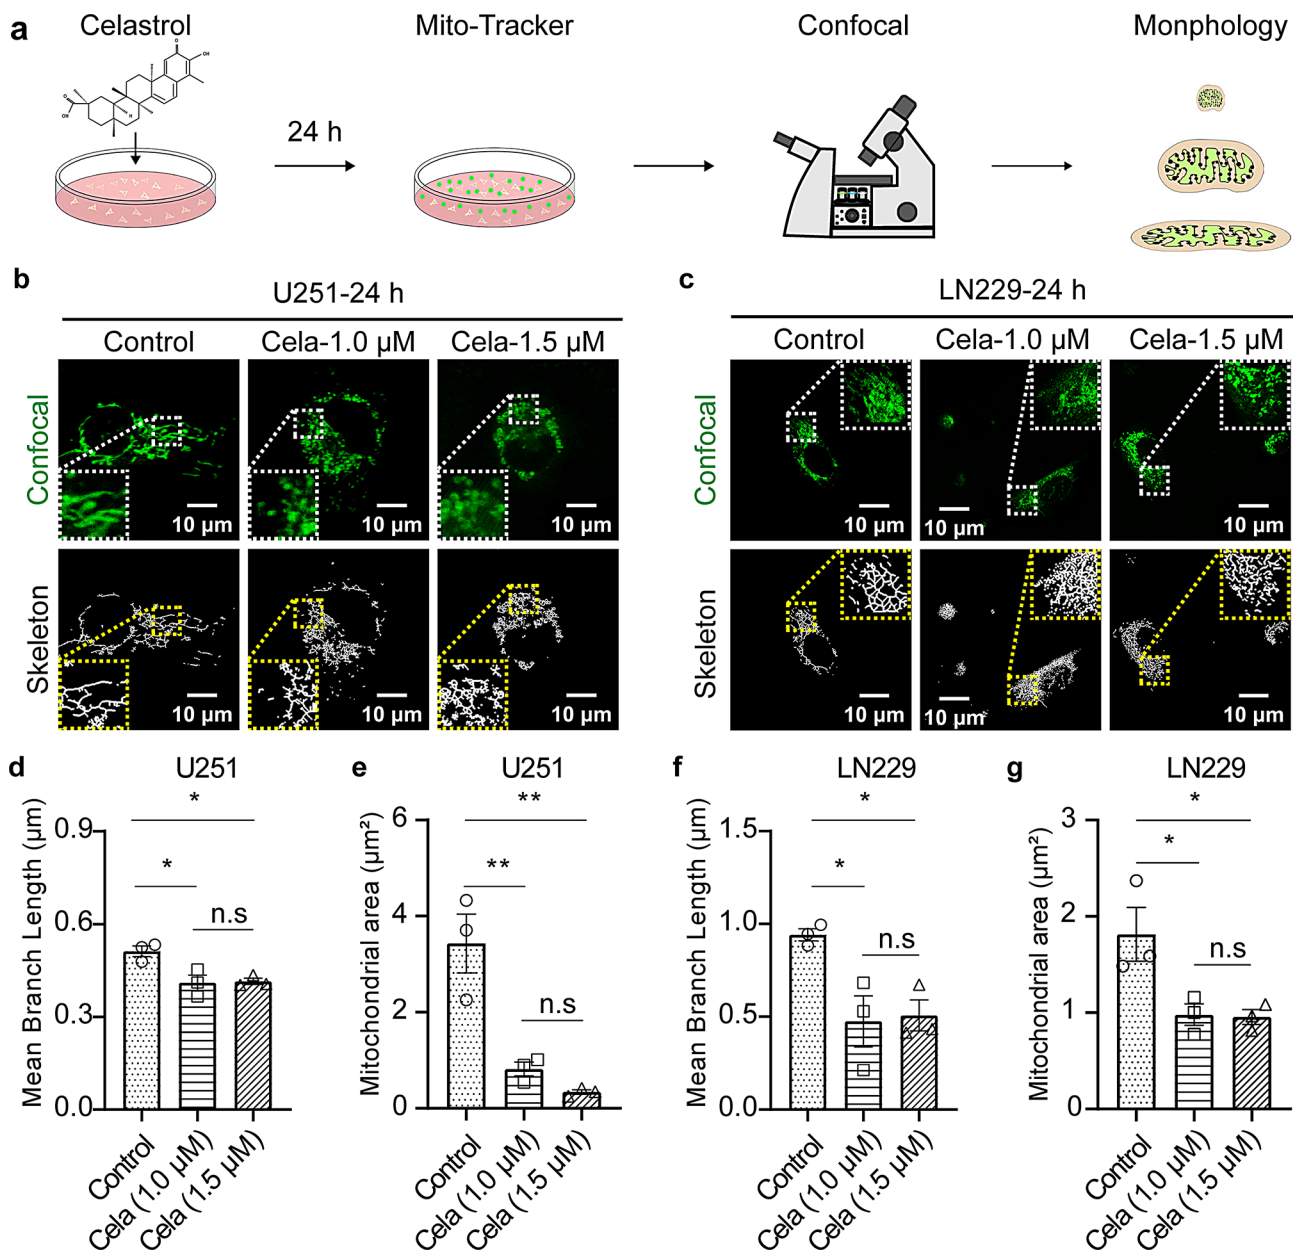 a
Celastrol
Mito-Tracker
Confocal
Monphology
O
OH
O
OH
H
24 h
b
U251-24 h
Control
Cela-1.0 μM
Cela-1.5 μM
Confocal
10 μm
10 μm
10 μm
Skeleton
10 μm
10 μm
10 μm
c
LN229-24 h
Control
Cela-1.0 μM
Cela-1.5 μM
Confocal
10 μm
10 μm
10 μm
Skeleton
10 μm
10 μm
10 μm
d
U251
Mean Branch Length (μm)
0.9
0.6
0.3
0.0
*
*
n.s
Control
Cela (1.0 μM)
Cela (1.5 μM)
e
U251
Mitochondrial area (μm²)
6
4
2
0
**
**
n.s
Control
Cela (1.0 μM)
Cela (1.5 μM)
f
LN229
Mean Branch Length (μm)
1.5
1.0
0.5
0.0
*
*
n.s
Control
Cela (1.0 μM)
Cela (1.5 μM)
g
LN229
Mitochondrial area (μm²)
3
2
1
0
*
*
n.s
Control
Cela (1.0 μM)
Cela (1.5 μM)